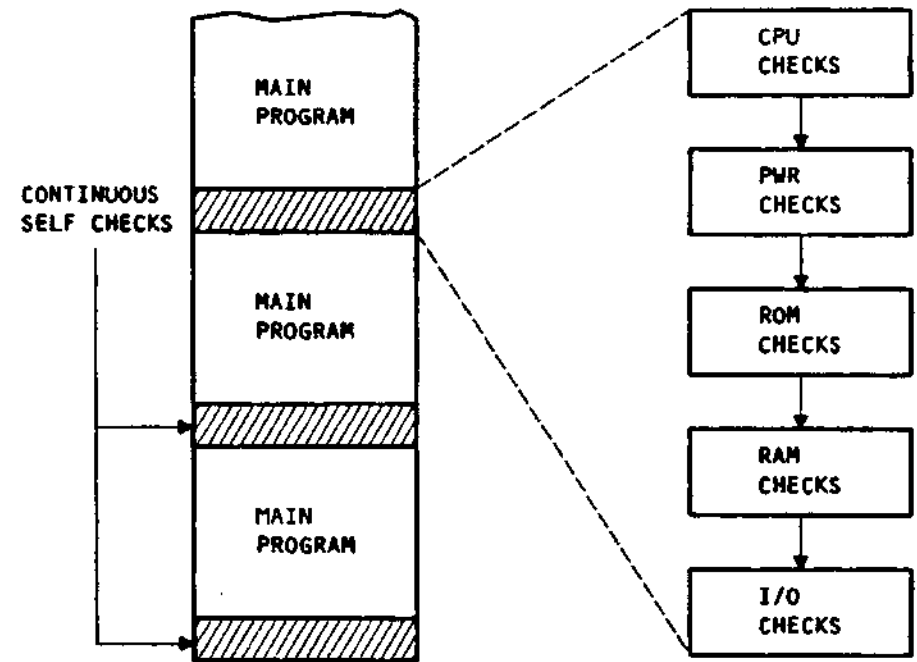 MAIN
PROGRAM
CONTINUOUS
SELF CHECKS
MAIN
PROGRAM
MAIN
PROGRAM
CPU
CHECKS
PWR
CHECKS
ROM
CHECKS
RAM
CHECKS
I/O
CHECKS